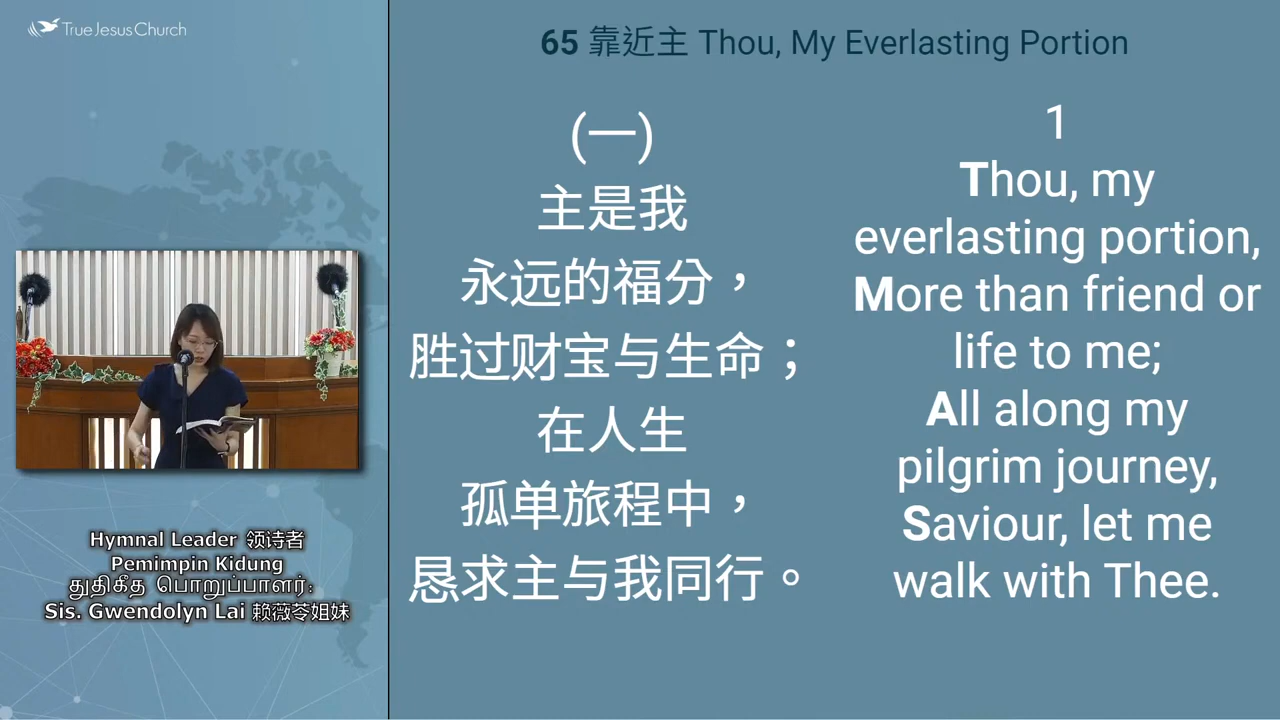 True Jesus Church
65 靠近主 Thou, My Everlasting Portion
(一)
主是我
永远的福分，
胜过财宝与生命；
在人生
孤单旅程中，
恳求主与我同行。
1
Thou, my
everlasting portion,
More than friend or
life to me;
All along my
pilgrim journey,
Saviour, let me
walk with Thee.
Hymnal Leader 领诗者
Pemimpin Kidung
துதிகீத பொறுப்பாளர்:
Sis. Gwendolyn Lai 赖薇苓姐妹